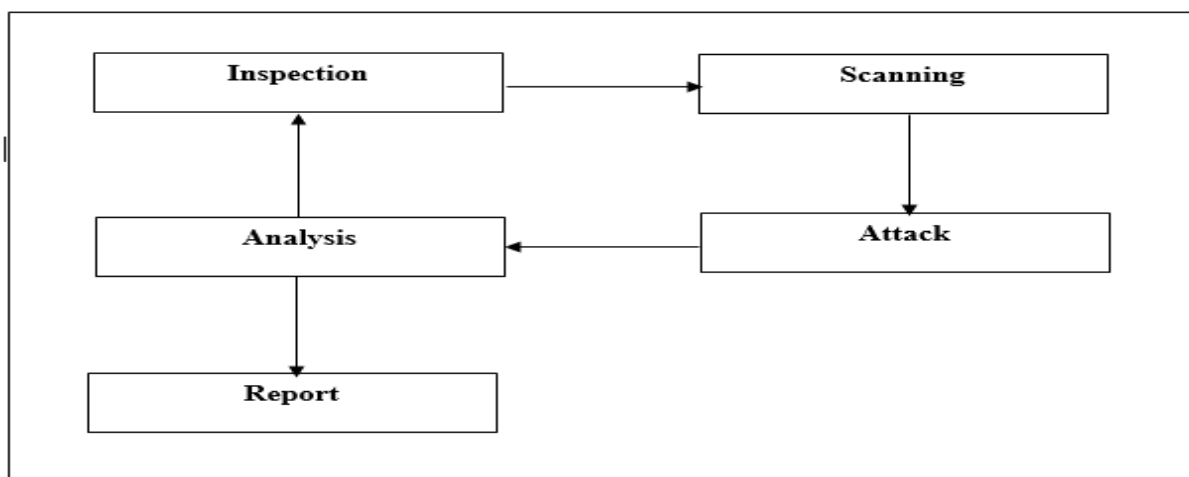 Inspection
Scanning
Analysis
Attack
Report